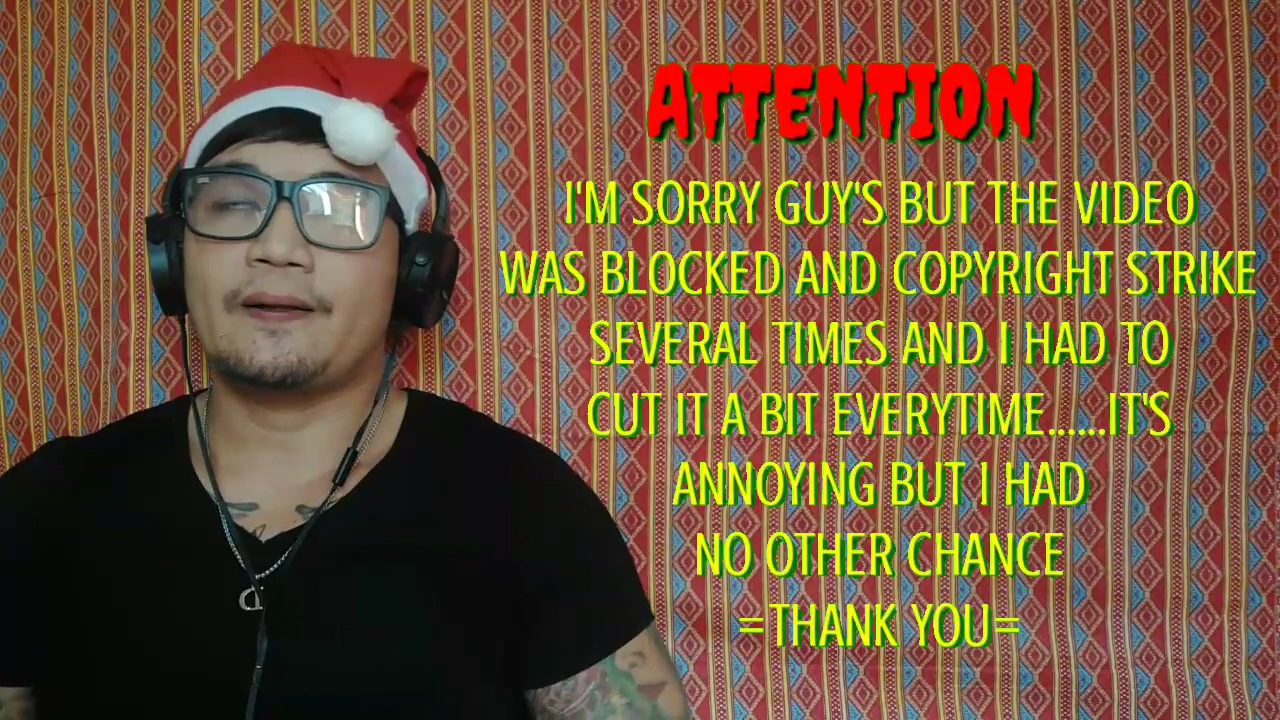 ATTENTION
I'M SORRY GUY'S BUT THE VIDEO
WAS BLOCKED AND COPYRIGHT STRIKE
SEVERAL TIMES AND I HAD TO
CUT IT A BIT EVERYTIME......IT'S
ANNOYING BUT I HAD
NO OTHER CHANCE
=THANK YOU=